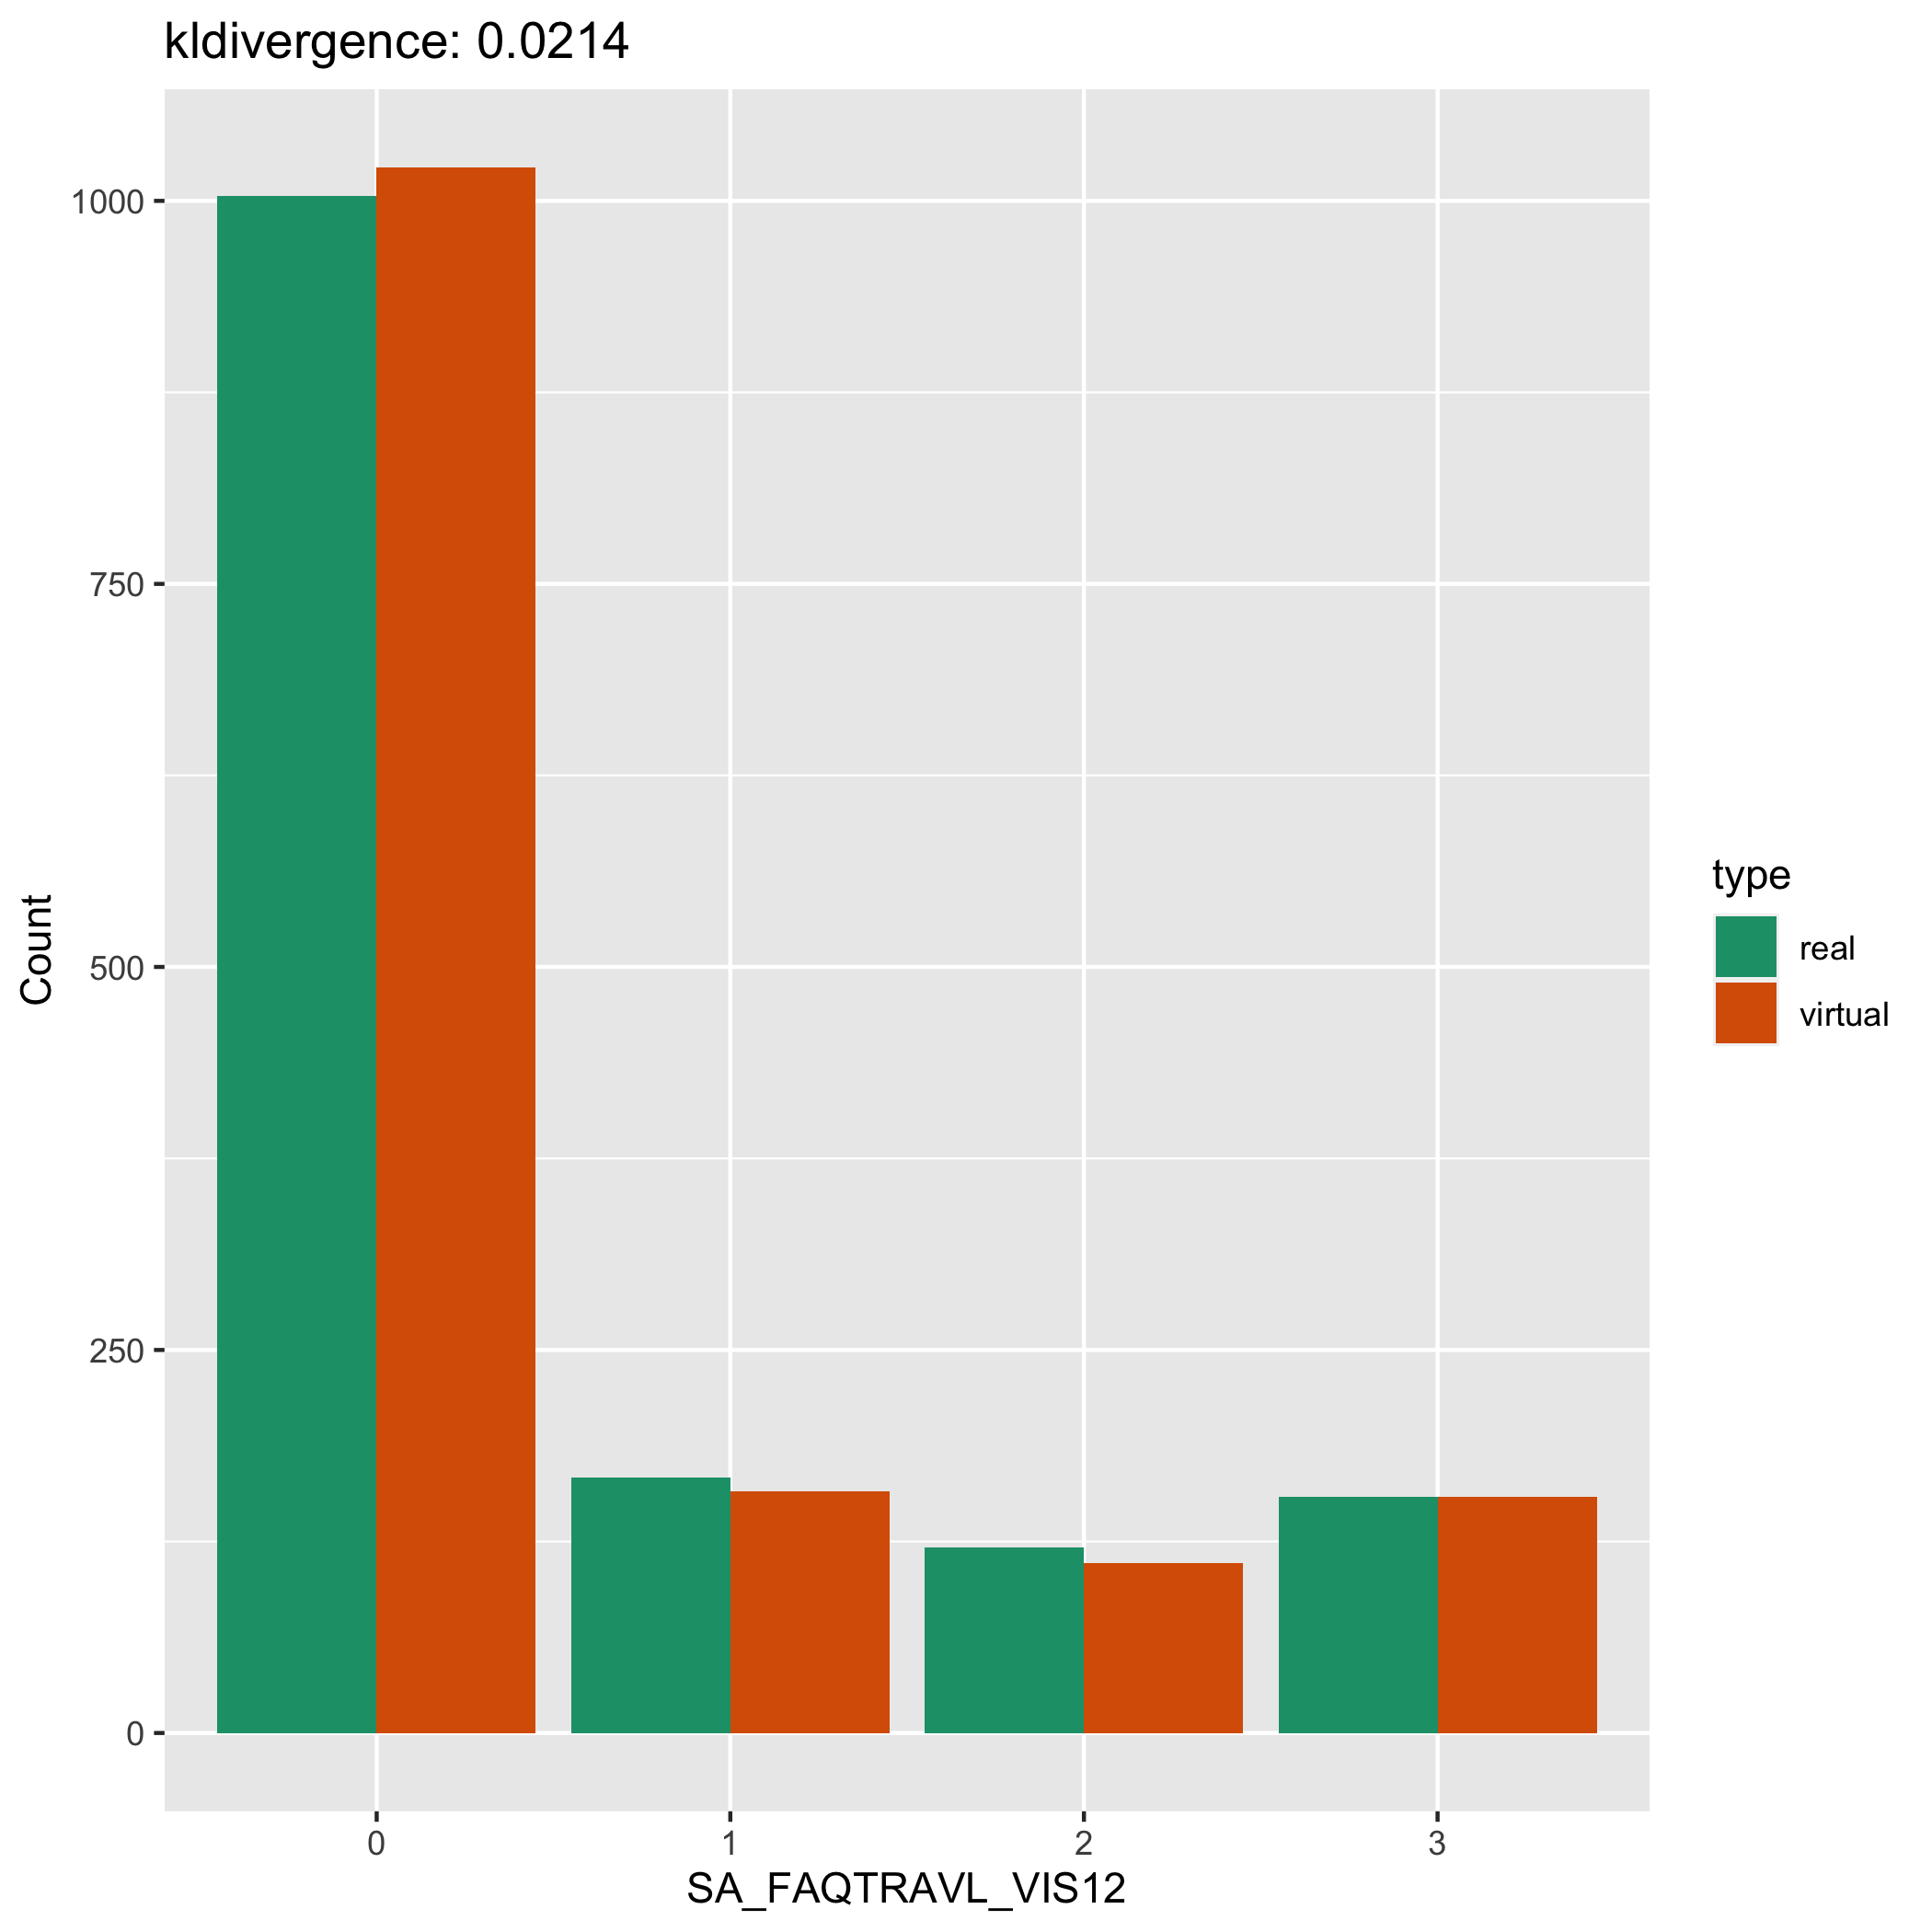 kldivergence: 0.0214
1000
750
500
250
0
Count
0 1 2 3
SA_FAQTRAVL_VIS12
type
real
virtual